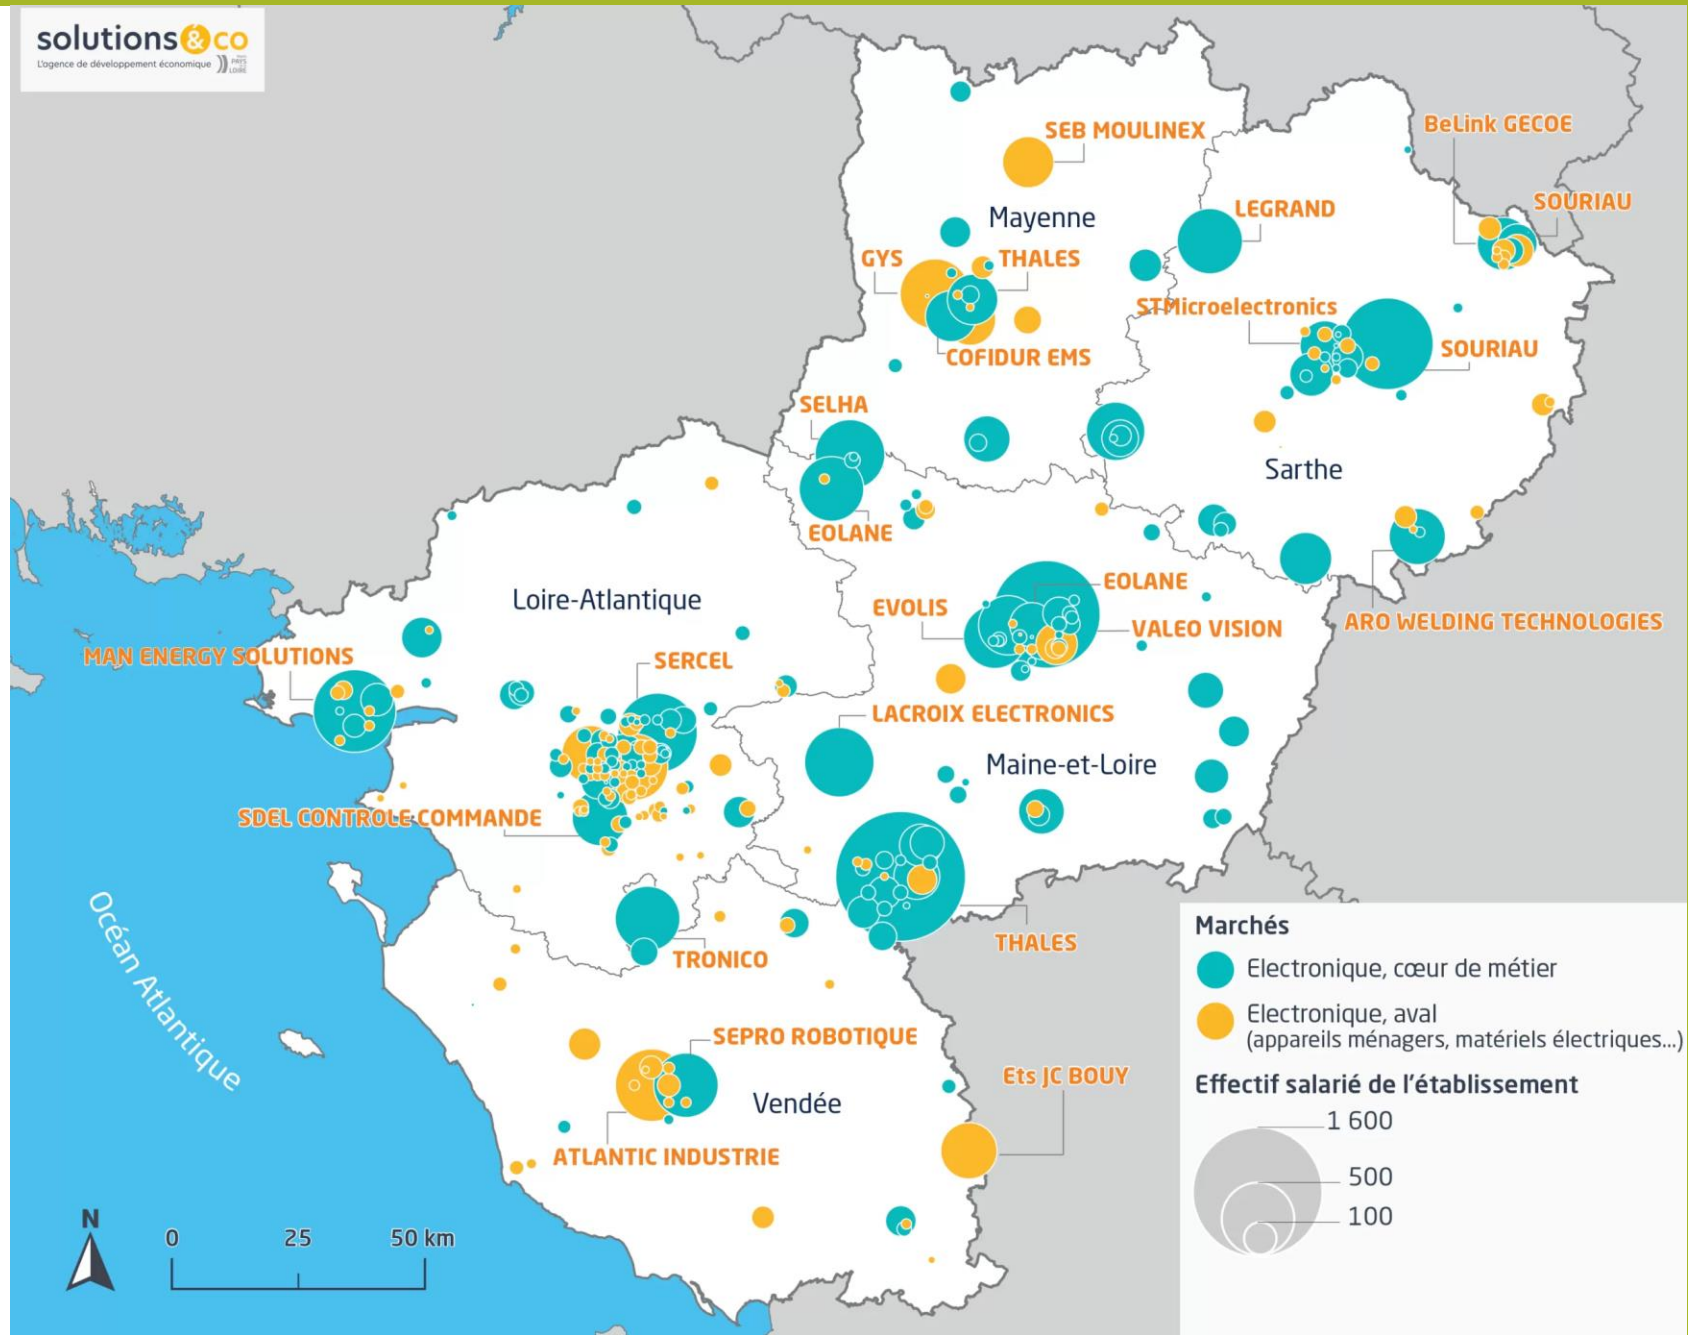 solutions&co
L'agence de développement économique
PAYS
LOIRE
BeLink GECOE
SEB MOULINEX
SOURIAU
LEGRAND
Mayenne
GYS
THALES
STMicroelectronics
SOURIAU
COFIDUR EMS
SELHA
Sarthe
EOLANE
EOLANE
Loire-Atlantique
EVOLIS
ARO WELDING TECHNOLOGIES
VALEO VISION
MAN ENERGY SOLUTIONS
SERCEL
LACROIX ELECTRONICS
Maine-et-Loire
SDEL CONTROLE COMMANDE
Océan Atlantique
THALES
TRONICO
SEPRO ROBOTIQUE
Ets JC BOUY
Vendée
ATLANTIC INDUSTRIE
N
0 25 50 km
Marchés
Electronique, cœur de métier
Electronique, aval
(appareils ménagers, matériels électriques...)
Effectif salarié de l'établissement
1 600
500
100